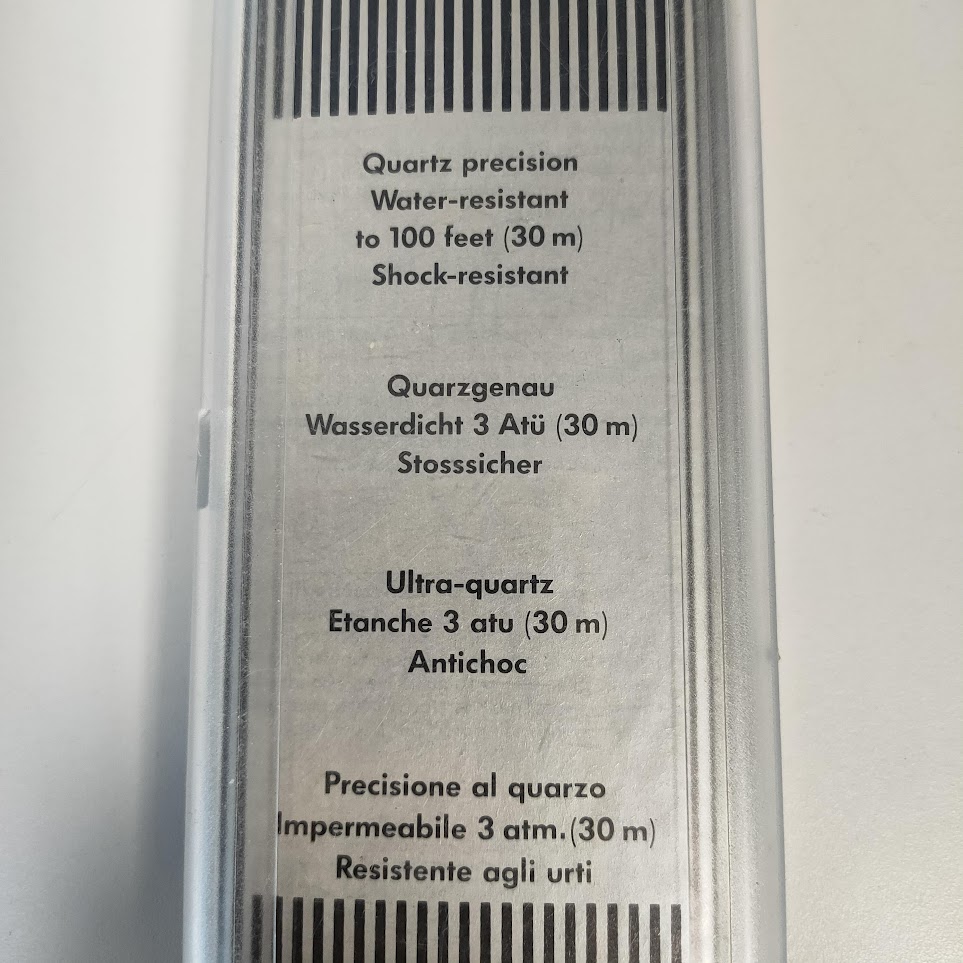 Quartz precision
Water-resistant
to 100 feet (30 m)
Shock-resistant
Quarzgenau
Wasserdicht 3 Atü (30 m)
Stosssicher
Ultra-quartz
Etanche 3 atu (30 m)
Antichoc
Precisione al quarzo
Impermeabile 3 atm.(30 m)
Resistente agli urti